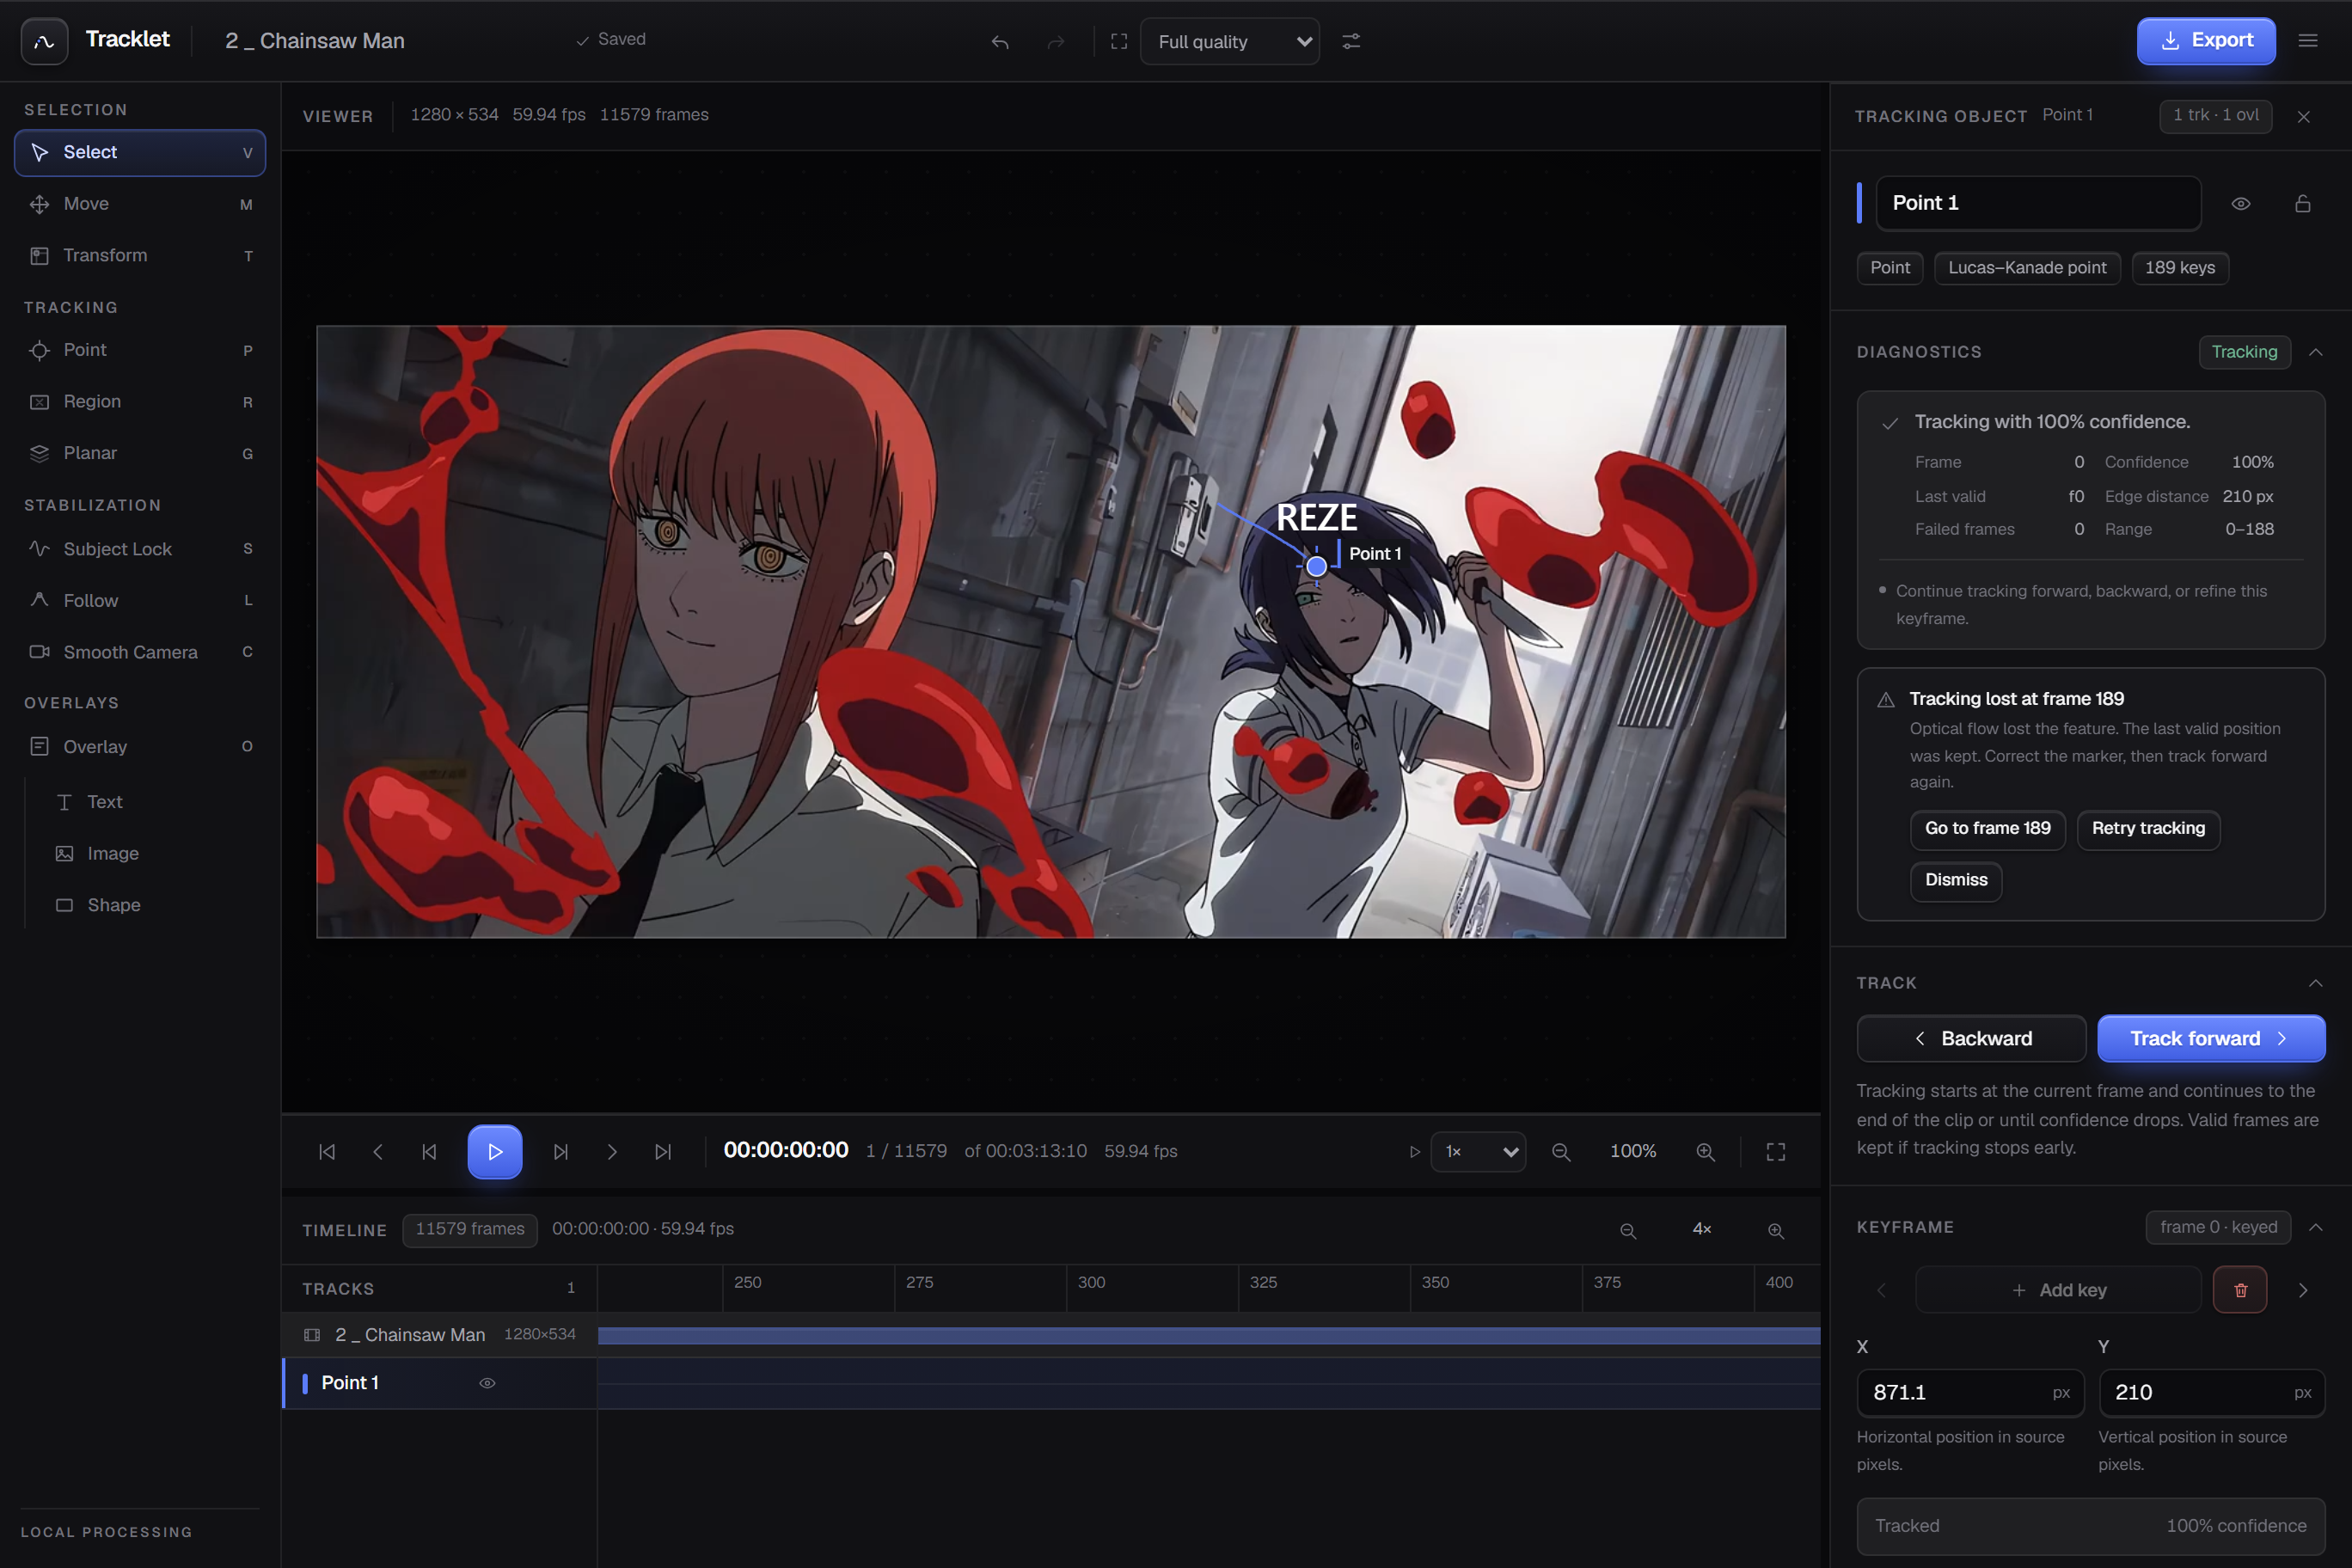 Tracklet
2 _ Chainsaw Man
Saved
Full quality
Export
SELECTION
Select V
Move M
Transform T
TRACKING
Point P
Region R
Planar G
STABILIZATION
Subject Lock S
Follow L
Smooth Camera C
OVERLAYS
Overlay O
Text
Image
Shape
LOCAL PROCESSING
VIEWER 1280 × 534 59.94 fps 11579 frames
REZE
Point 1
00:00:00:00 1 / 11579 of 00:03:13:10 59.94 fps
1× 100%
TIMELINE 11579 frames 00:00:00:00 · 59.94 fps 4×
TRACKS 1 250 275 300 325 350 375 400
2 _ Chainsaw Man 1280×534
Point 1
TRACKING OBJECT Point 1 1 trk · 1 ovl
Point 1
Point Lucas–Kanade point 189 keys
DIAGNOSTICS Tracking
Tracking with 100% confidence.
Frame 0 Confidence 100%
Last valid f0 Edge distance 210 px
Failed frames 0 Range 0–188
Continue tracking forward, backward, or refine this
keyframe.
Tracking lost at frame 189
Optical flow lost the feature. The last valid position
was kept. Correct the marker, then track forward
again.
Go to frame 189 Retry tracking
Dismiss
TRACK
Backward Track forward
Tracking starts at the current frame and continues to the
end of the clip or until confidence drops. Valid frames are
kept if tracking stops early.
KEYFRAME frame 0 · keyed
Add key
X Y
871.1 px 210 px
Horizontal position in source
pixels.
Vertical position in source
pixels.
Tracked 100% confidence